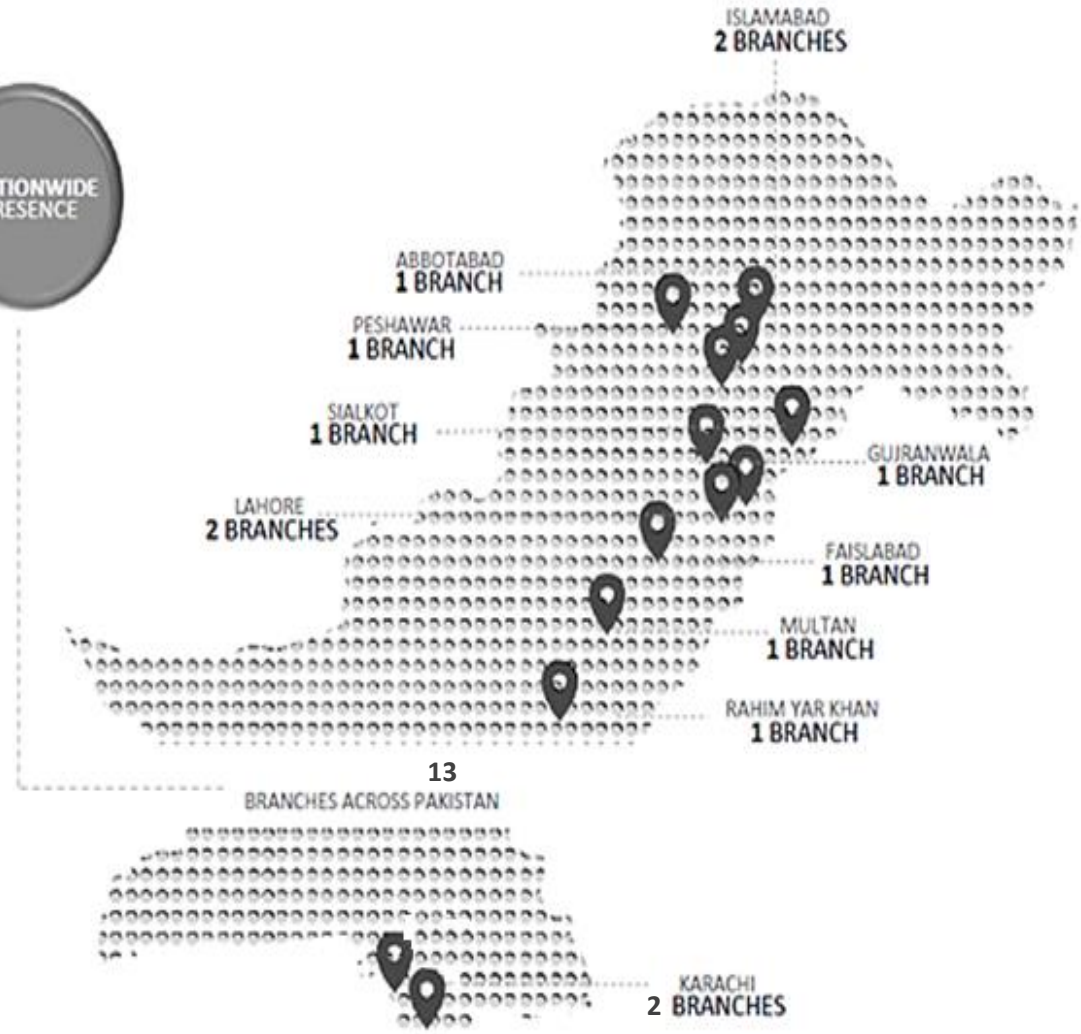 ISLAMABAD
2 BRANCHES
TIONWIDE
RESENCE
ABBOTABAD
1 BRANCH
PESHAWAR
1 BRANCH
SIALKOT
1 BRANCH
GUJRANWALA
1 BRANCH
LAHORE
2 BRANCHES
FAISLABAD
1 BRANCH
MULTAN
1 BRANCH
RAHIM YAR KHAN
1 BRANCH
13
BRANCHES ACROSS PAKISTAN
KARACHI
2 BRANCHES